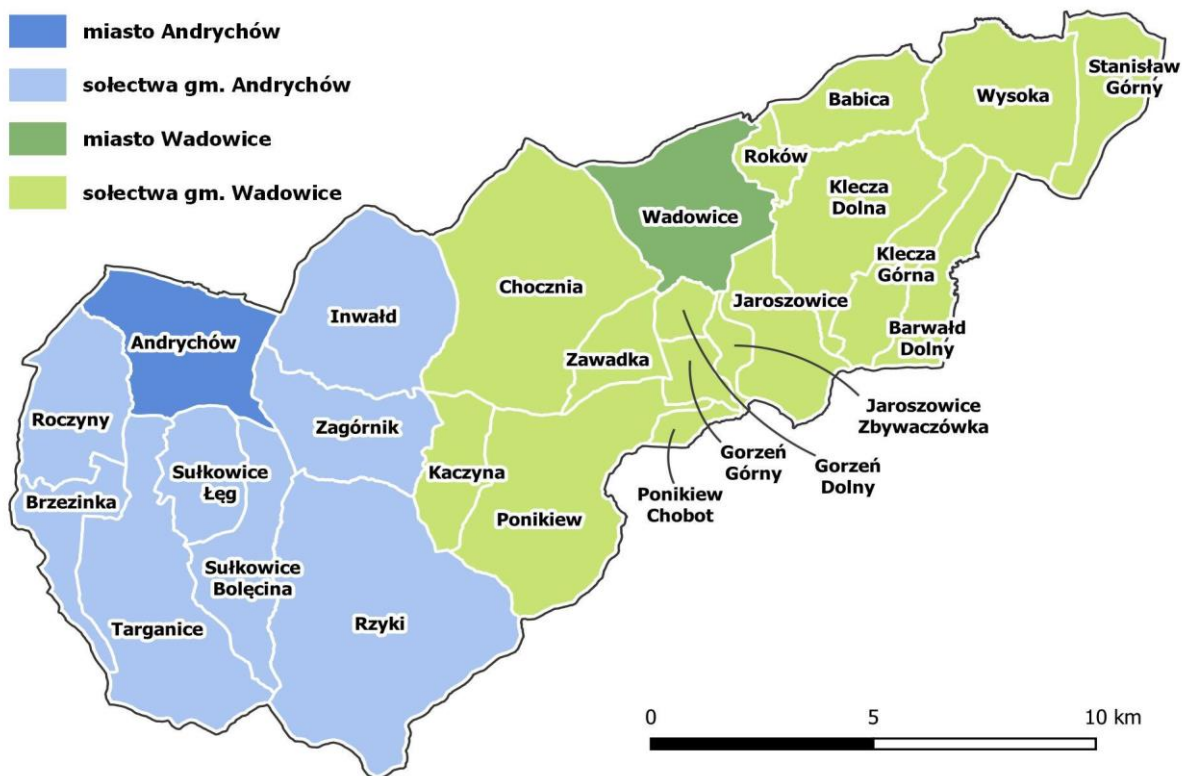 miasto Andrychów
sołectwa gm. Andrychów
miasto Wadowice
sołectwa gm. Wadowice
Stanisław
Górny
Wysoka
Babica
Roków
Klecza
Dolna
Wadowice
Klecza
Górna
Chocznia
Jaroszowice
Inwałd
Barwałd
Dolny
Andrychów
Zawadka
Jaroszowice
Zbywaczówka
Roczyny
Zagórnik
Gorzeń
Górny
Gorzeń
Dolny
Sułkowice
Łęg
Kaczyna
Ponikiew
Chobot
Brzezinka
Ponikiew
Sułkowice
Bolęcina
Targanice
Rzyki
0 5 10 km